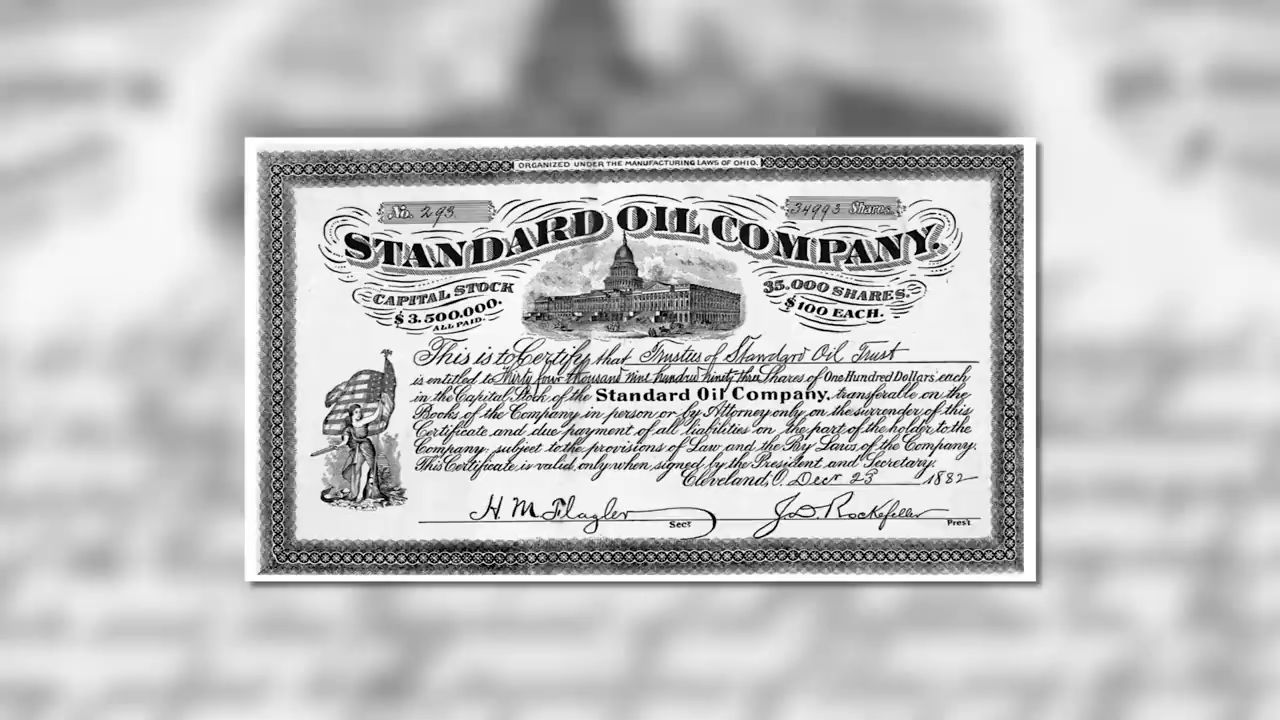 ORGANIZED UNDER THE MANUFACTURING LAWS OF OHIO.
No. 293
34993 Shares
STANDARD OIL COMPANY.
CAPITAL STOCK
$3.500.000.
ALL PAID.
35.000 SHARES.
$100 EACH.
This is to Certify that Trustees of Standard Oil Trust
is entitled to Thirty four thousand nine hundred ninety three Shares of One Hundred Dollars each
in the Capital Stock of the Standard Oil Company, transferable on the
Books of the Company in person or by Attorney only on the surrender of this
Certificate and due payment of all liabilities on the part of the holder to the
Company, subject to the provisions of Law and the By Laws of the Company.
This Certificate is valid only when signed by the President and Secretary.
Cleveland, O. Decr 23 1882
H. M. Flagler Secy
J. D. Rockefeller Pres't